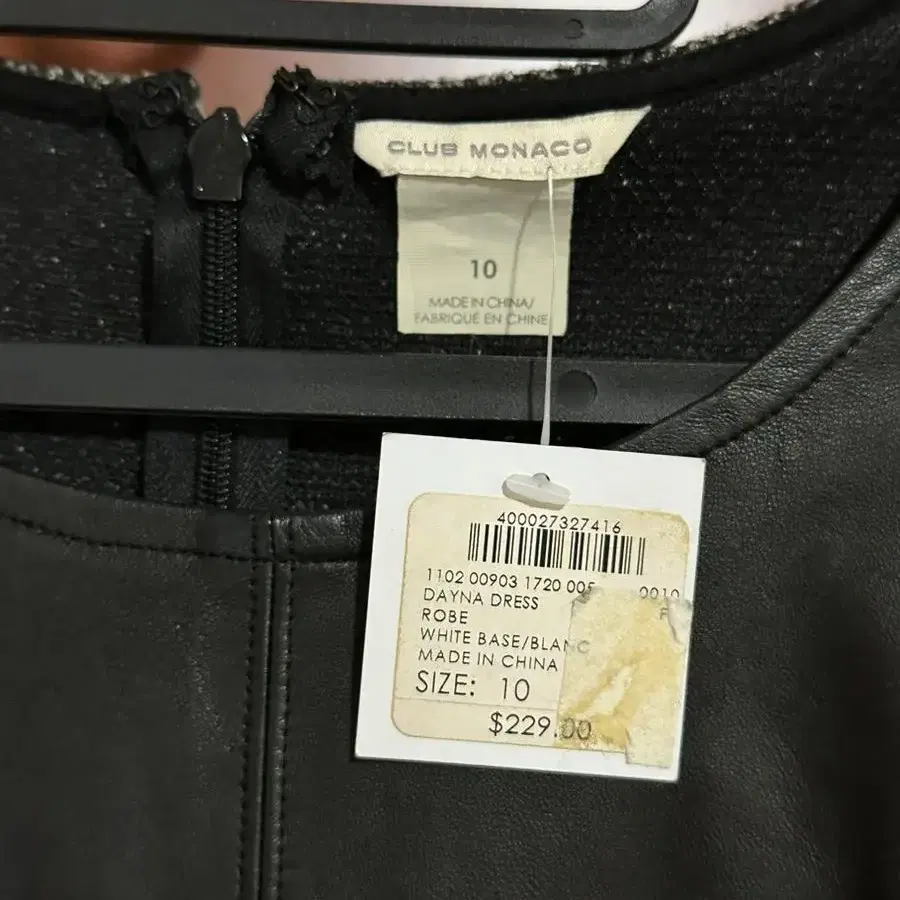 CLUB MONACO
10
MADE IN CHINA/
FABRIQUÉ EN CHINE
400027327416
1102 00903 1720 005 0010
DAYNA DRESS
ROBE
WHITE BASE/BLANC
MADE IN CHINA
SIZE: 10
$229.00